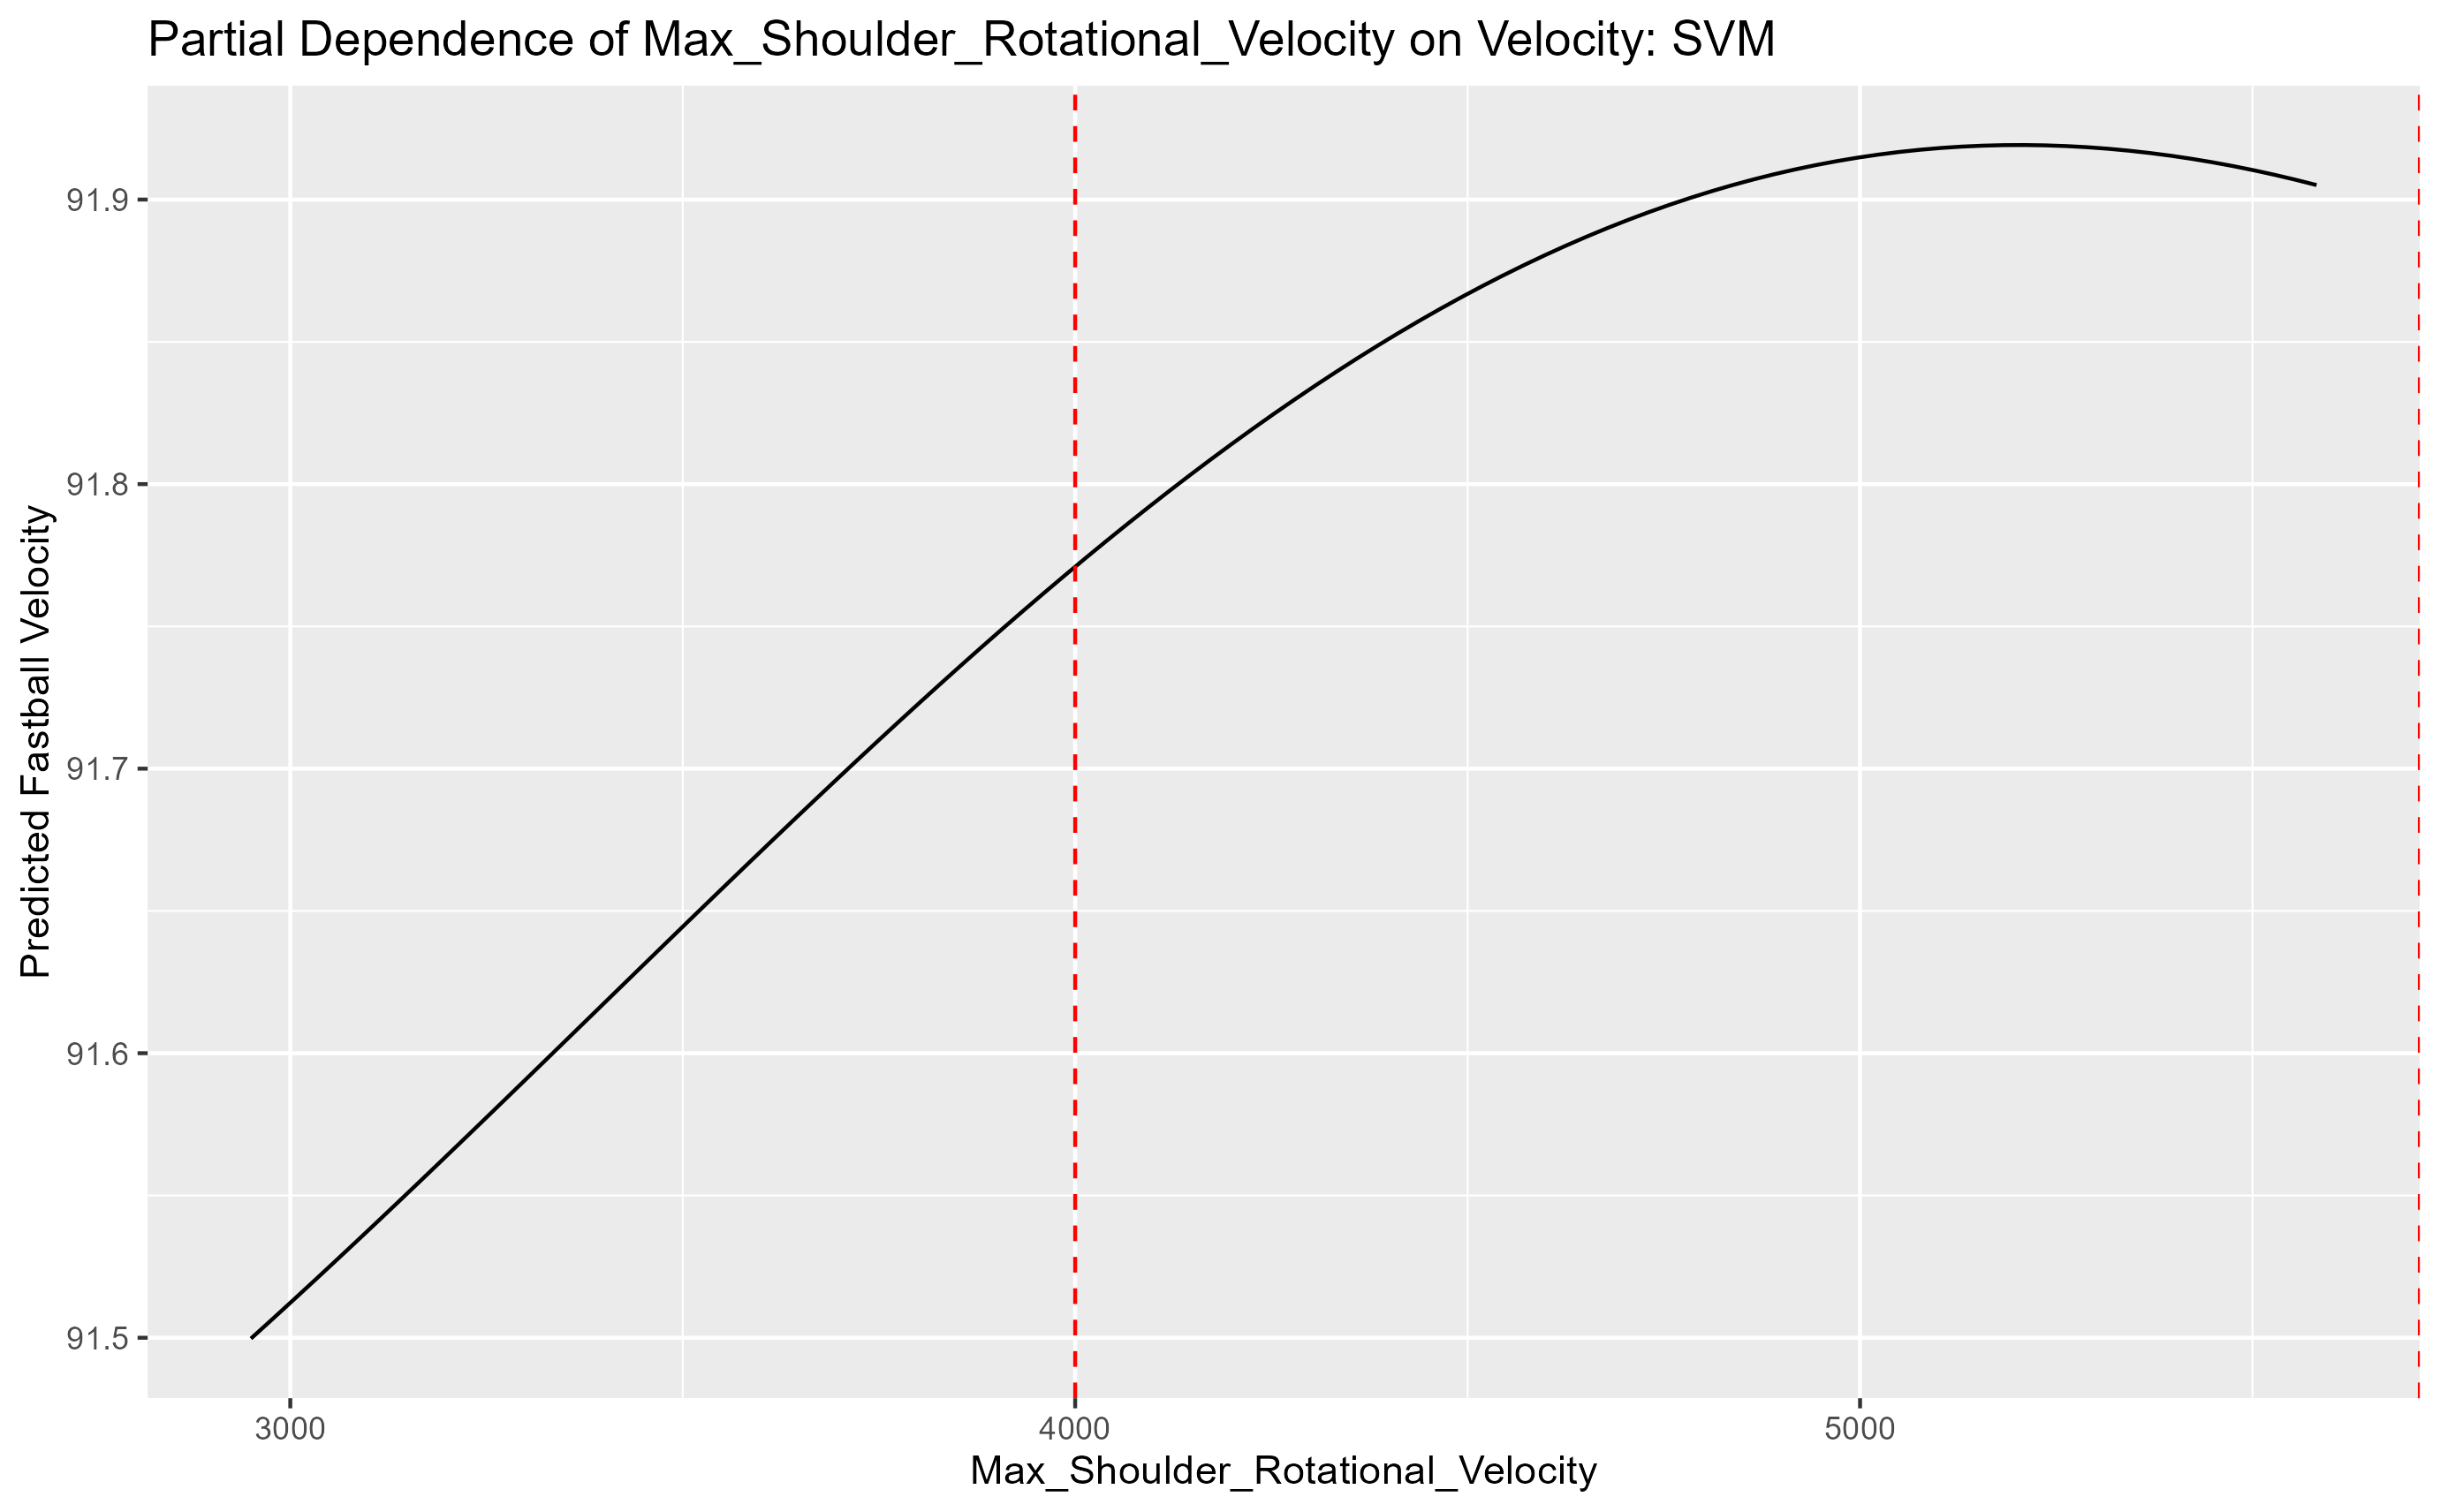 Partial Dependence of Max_Shoulder_Rotational_Velocity on Velocity: SVM
Predicted Fastball Velocity
91.9
91.8
91.7
91.6
91.5
3000
4000
5000
Max_Shoulder_Rotational_Velocity